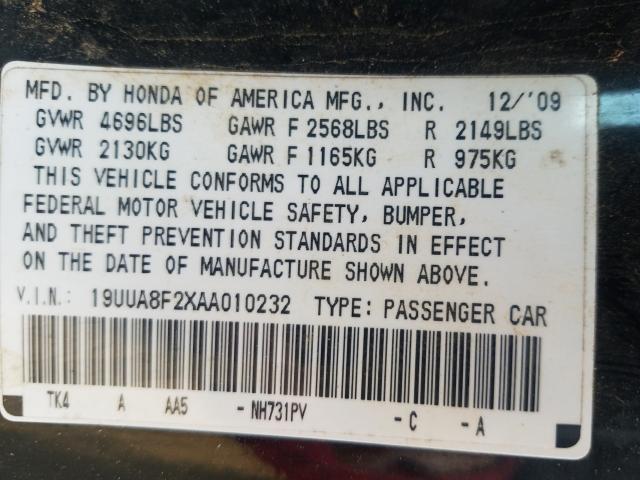 MFD. BY HONDA OF AMERICA MFG., INC. 12/'09
GVWR 4696LBS GAWR F 2568LBS R 2149LBS
GVWR 2130KG GAWR F 1165KG R 975KG
THIS VEHICLE CONFORMS TO ALL APPLICABLE
FEDERAL MOTOR VEHICLE SAFETY, BUMPER,
AND THEFT PREVENTION STANDARDS IN EFFECT
ON THE DATE OF MANUFACTURE SHOWN ABOVE.
V.I.N.: 19UUA8F2XAA010232 TYPE: PASSENGER CAR
TK4 A AA5 -NH731PV -C -A